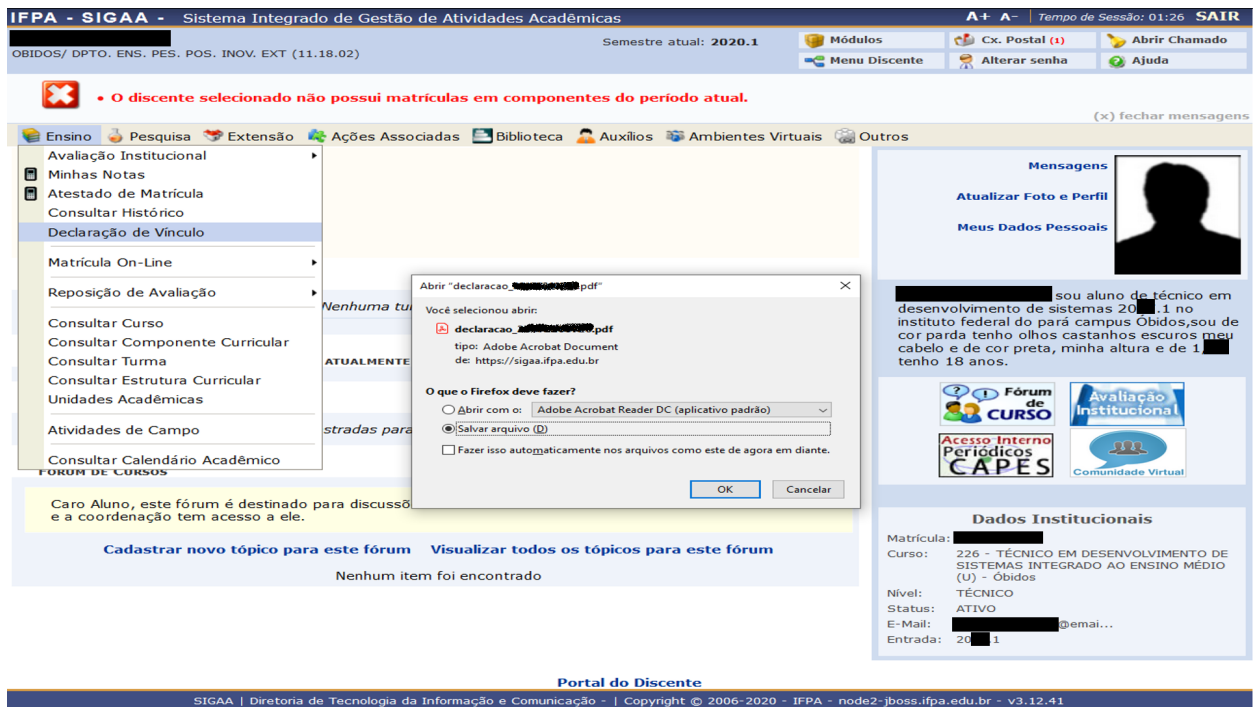 IFPA - SIGAA - Sistema Integrado de Gestão de Atividades Acadêmicas
A+ A- | Tempo de Sessão: 01:26 SAIR
OBIDOS/ DPTO. ENS. PES. POS. INOV. EXT (11.18.02)
Semestre atual: 2020.1
Módulos
Cx. Postal (1)
Abrir Chamado
Menu Discente
Alterar senha
Ajuda
• O discente selecionado não possui matrículas em componentes do período atual.
(x) fechar mensagens
Ensino Pesquisa Extensão Ações Associadas Biblioteca Auxílios Ambientes Virtuais Outros
Avaliação Institucional
Minhas Notas
Atestado de Matrícula
Consultar Histórico
Declaração de Vínculo
Matrícula On-Line
Reposição de Avaliação
Consultar Curso
Consultar Componente Curricular
Consultar Turma
Consultar Estrutura Curricular
Unidades Acadêmicas
Atividades de Campo
Consultar Calendário Acadêmico
Nenhuma tu
ATUALMENTE
stradas para
FÓRUM DE CURSOS
Caro Aluno, este fórum é destinado para discussõ
e a coordenação tem acesso a ele.
Cadastrar novo tópico para este fórum Visualizar todos os tópicos para este fórum
Nenhum item foi encontrado
Abrir "declaracao_ .pdf"
Você selecionou abrir:
declaracao_ .pdf
tipo: Adobe Acrobat Document
de: https://sigaa.ifpa.edu.br
O que o Firefox deve fazer?
Abrir com o: Adobe Acrobat Reader DC (aplicativo padrão)
Salvar arquivo (D)
Fazer isso automaticamente nos arquivos como este de agora em diante.
OK Cancelar
Mensagens
Atualizar Foto e Perfil
Meus Dados Pessoais
sou aluno de técnico em
desenvolvimento de sistemas 20 .1 no
instituto federal do pará campus Óbidos,sou de
cor parda tenho olhos castanhos escuros meu
cabelo e de cor preta, minha altura e de 1,
tenho 18 anos.
Fórum de CURSO
Avaliação Institucional
Acesso Interno Periódicos CAPES
Comunidade Virtual
Dados Institucionais
Matrícula:
Curso: 226 - TÉCNICO EM DESENVOLVIMENTO DE
SISTEMAS INTEGRADO AO ENSINO MÉDIO
(U) - Óbidos
Nível: TÉCNICO
Status: ATIVO
E-Mail: @emai...
Entrada: 20 .1
Portal do Discente
SIGAA | Diretoria de Tecnologia da Informação e Comunicação - | Copyright © 2006-2020 - IFPA - node2-jboss.ifpa.edu.br - v3.12.41